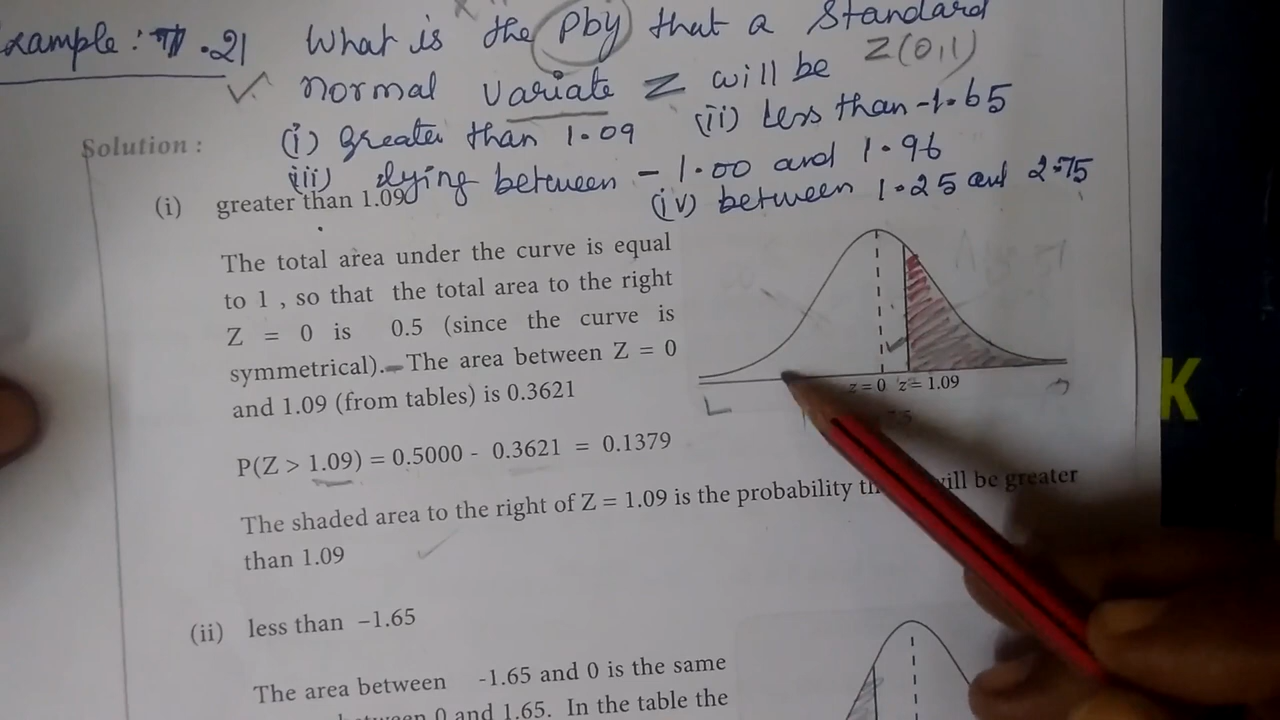 xample: 7.21 What is the Pby that a Standard
normal variate Z will be Z(0,1)
(i) greater than 1.09 (ii) Less than -1.65
(iii) lying between - 1.00 and 1.96
(iv) between 1.25 and 2.75
Solution :
(i) greater than 1.09
The total area under the curve is equal
to 1 , so that the total area to the right
Z = 0 is 0.5 (since the curve is
symmetrical). The area between Z = 0
and 1.09 (from tables) is 0.3621
z = 0 z = 1.09
P(Z > 1.09) = 0.5000 - 0.3621 = 0.1379
The shaded area to the right of Z = 1.09 is the probability will be greater
than 1.09
(ii) less than −1.65
The area between -1.65 and 0 is the same
between 0 and 1.65. In the table the
K